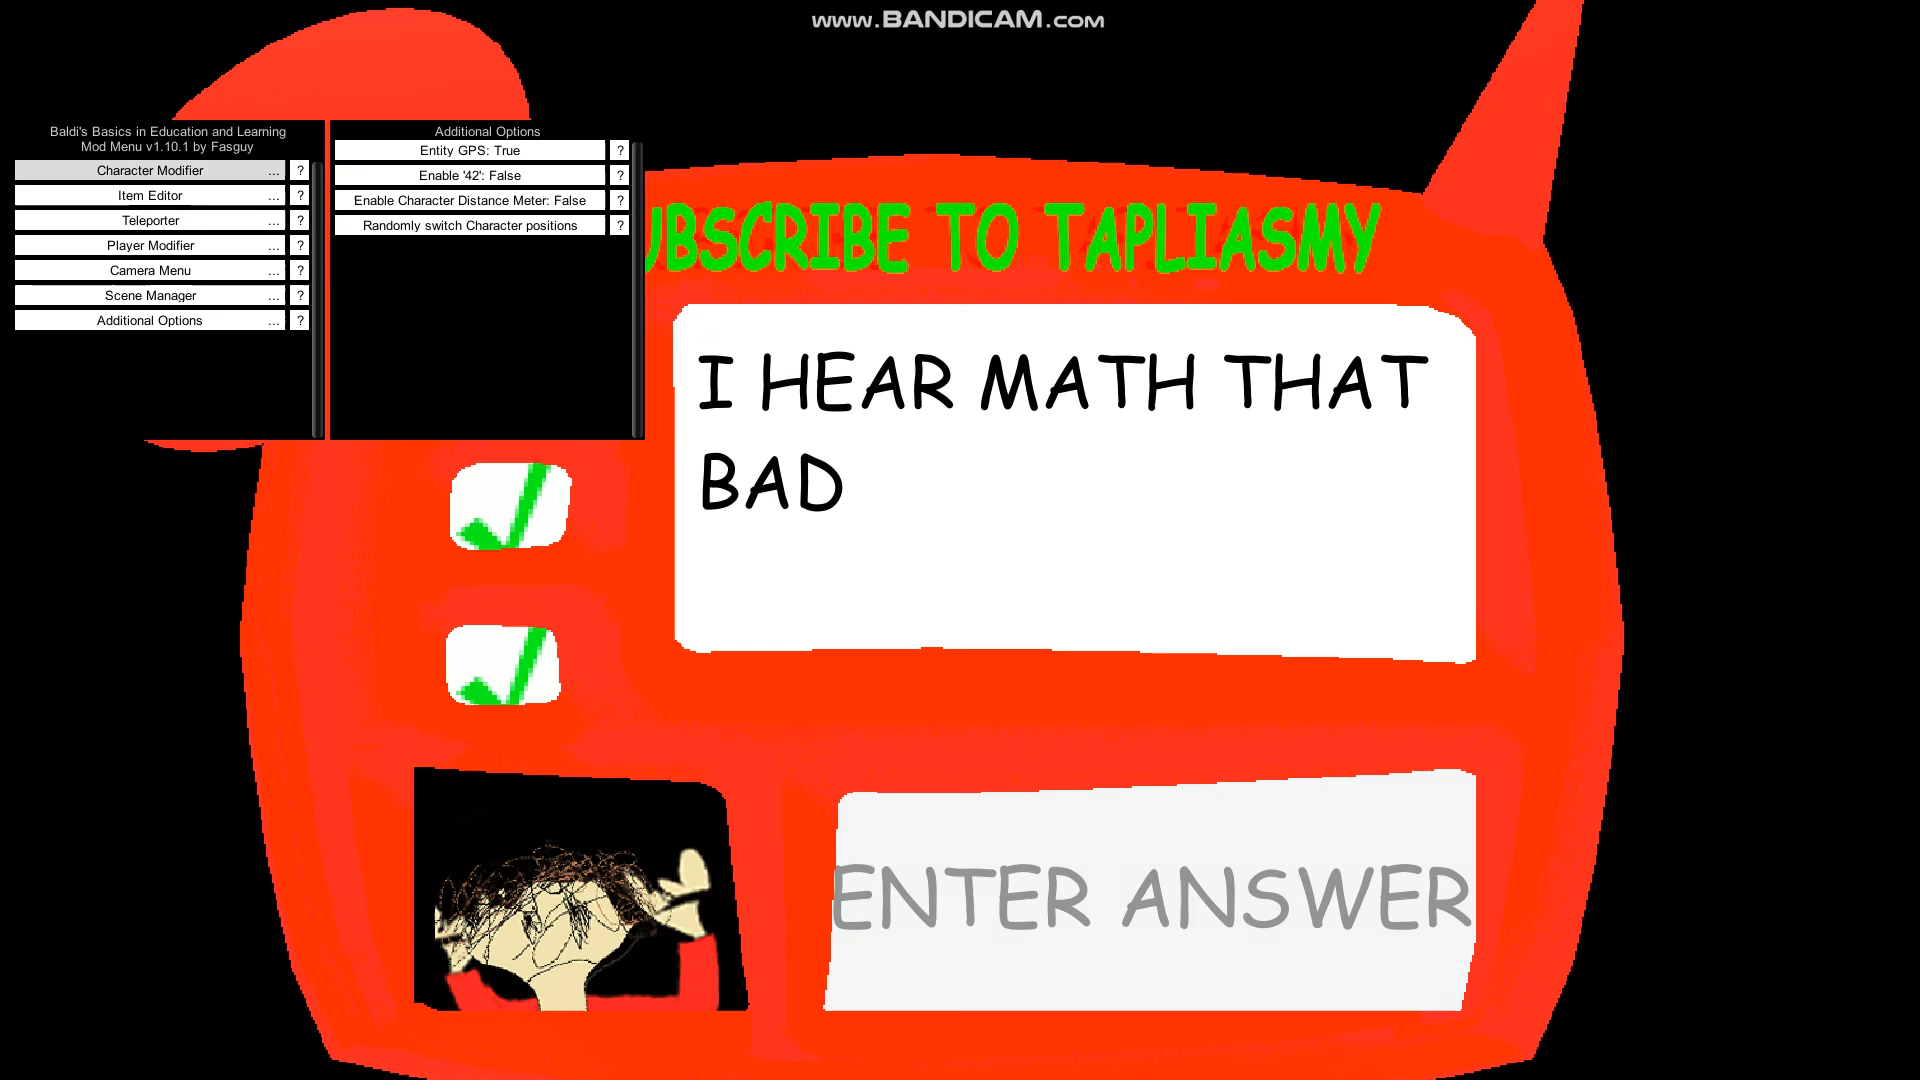 www.BANDICAM.com
Baldi's Basics in Education and Learning
Mod Menu v1.10.1 by Fasguy
Character Modifier ... ?
Item Editor ... ?
Teleporter ... ?
Player Modifier ... ?
Camera Menu ... ?
Scene Manager ... ?
Additional Options ... ?
Additional Options
Entity GPS: True ?
Enable '42': False ?
Enable Character Distance Meter: False ?
Randomly switch Character positions ?
UBSCRIBE TO TAPLIASMY
I HEAR MATH THAT
BAD
ENTER ANSWER